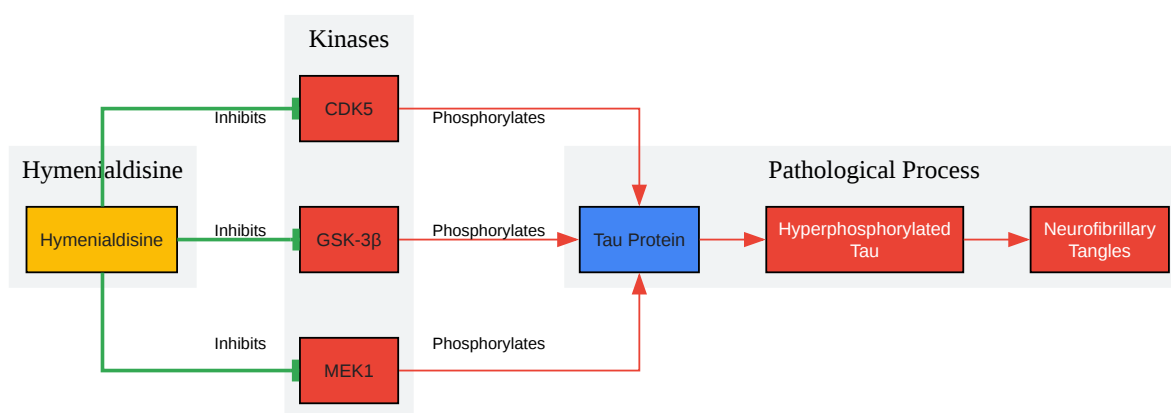 Kinases
CDK5
Inhibits
Phosphorylates
Hymenialdisine
Pathological Process
Hymenialdisine
Inhibits
GSK-3β
Phosphorylates
Tau Protein
Hyperphosphorylated
Tau
Neurofibrillary
Tangles
Inhibits
Phosphorylates
MEK1